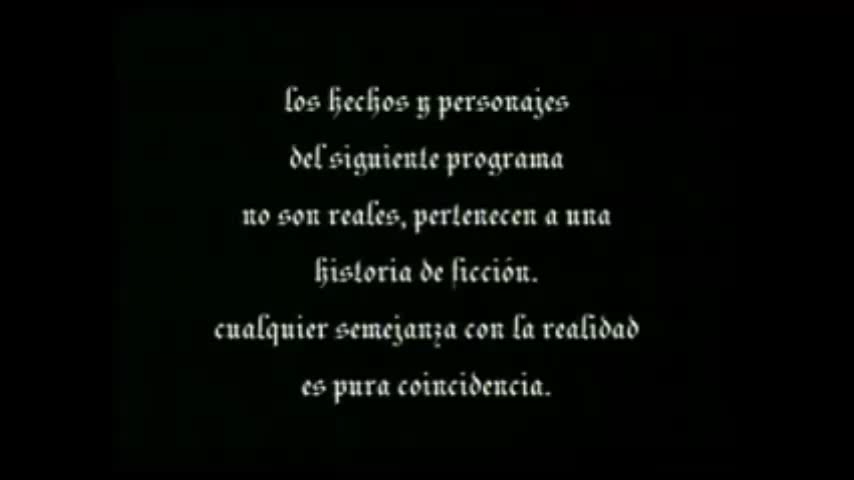 los hechos y personajes
del siguiente programa
no son reales, pertenecen a una
historia de ficción.
cualquier semejanza con la realidad
es pura coincidencia.